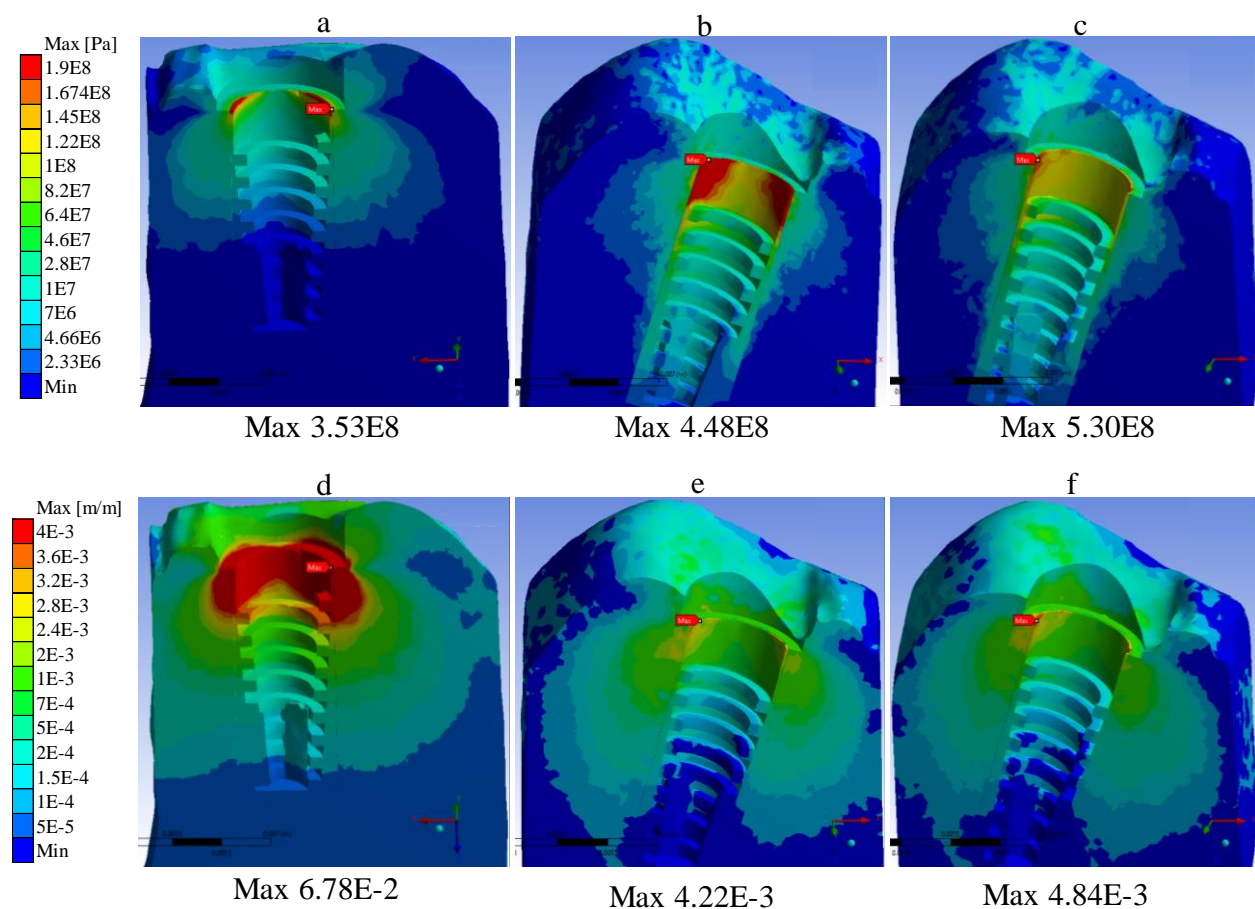 a
b
c
Max [Pa]
1.9E8
1.674E8
1.45E8
1.22E8
1E8
8.2E7
6.4E7
4.6E7
2.8E7
1E7
7E6
4.66E6
2.33E6
Min
Max
Max
Max
Max 3.53E8
Max 4.48E8
Max 5.30E8
d
e
f
Max [m/m]
4E-3
3.6E-3
3.2E-3
2.8E-3
2.4E-3
2E-3
1E-3
7E-4
5E-4
2E-4
1.5E-4
1E-4
5E-5
Min
Max
Max
Max
Max 6.78E-2
Max 4.22E-3
Max 4.84E-3